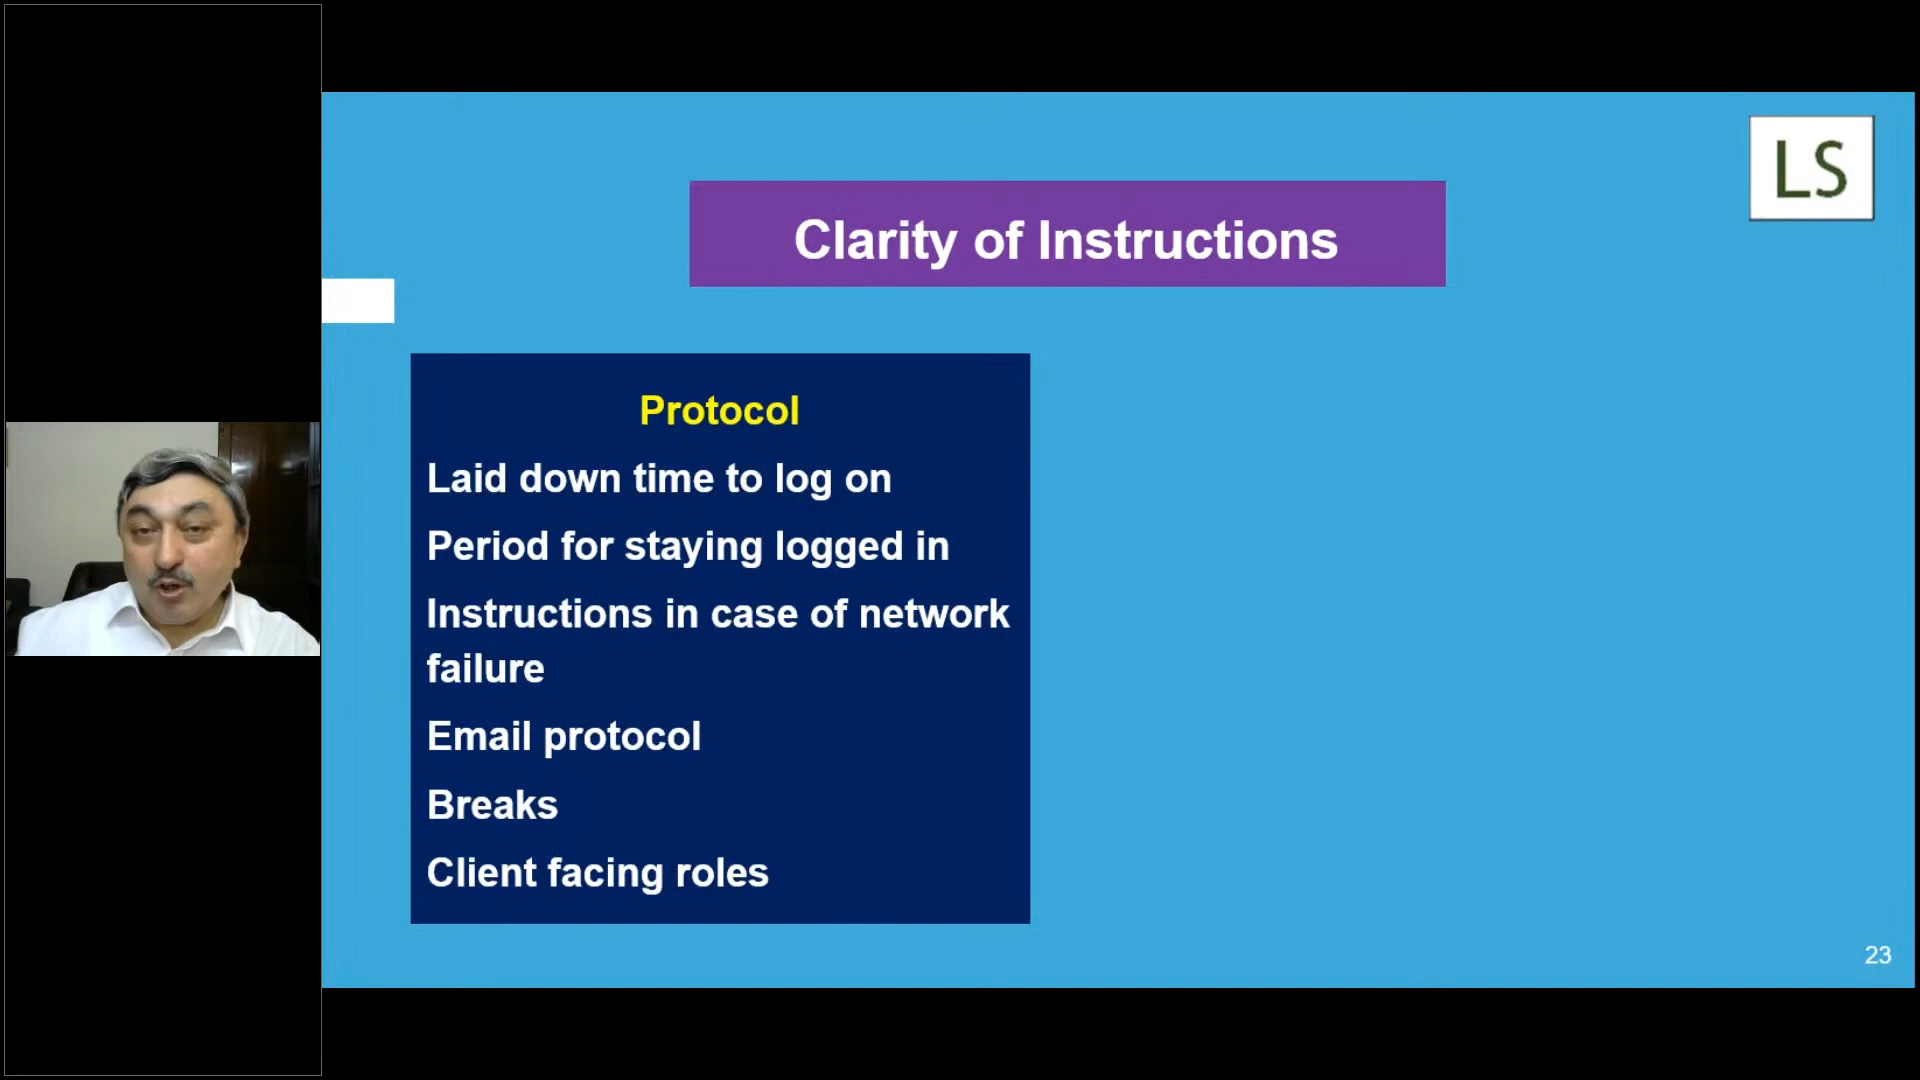 LS
Clarity of Instructions
Protocol
Laid down time to log on
Period for staying logged in
Instructions in case of network
failure
Email protocol
Breaks
Client facing roles
23